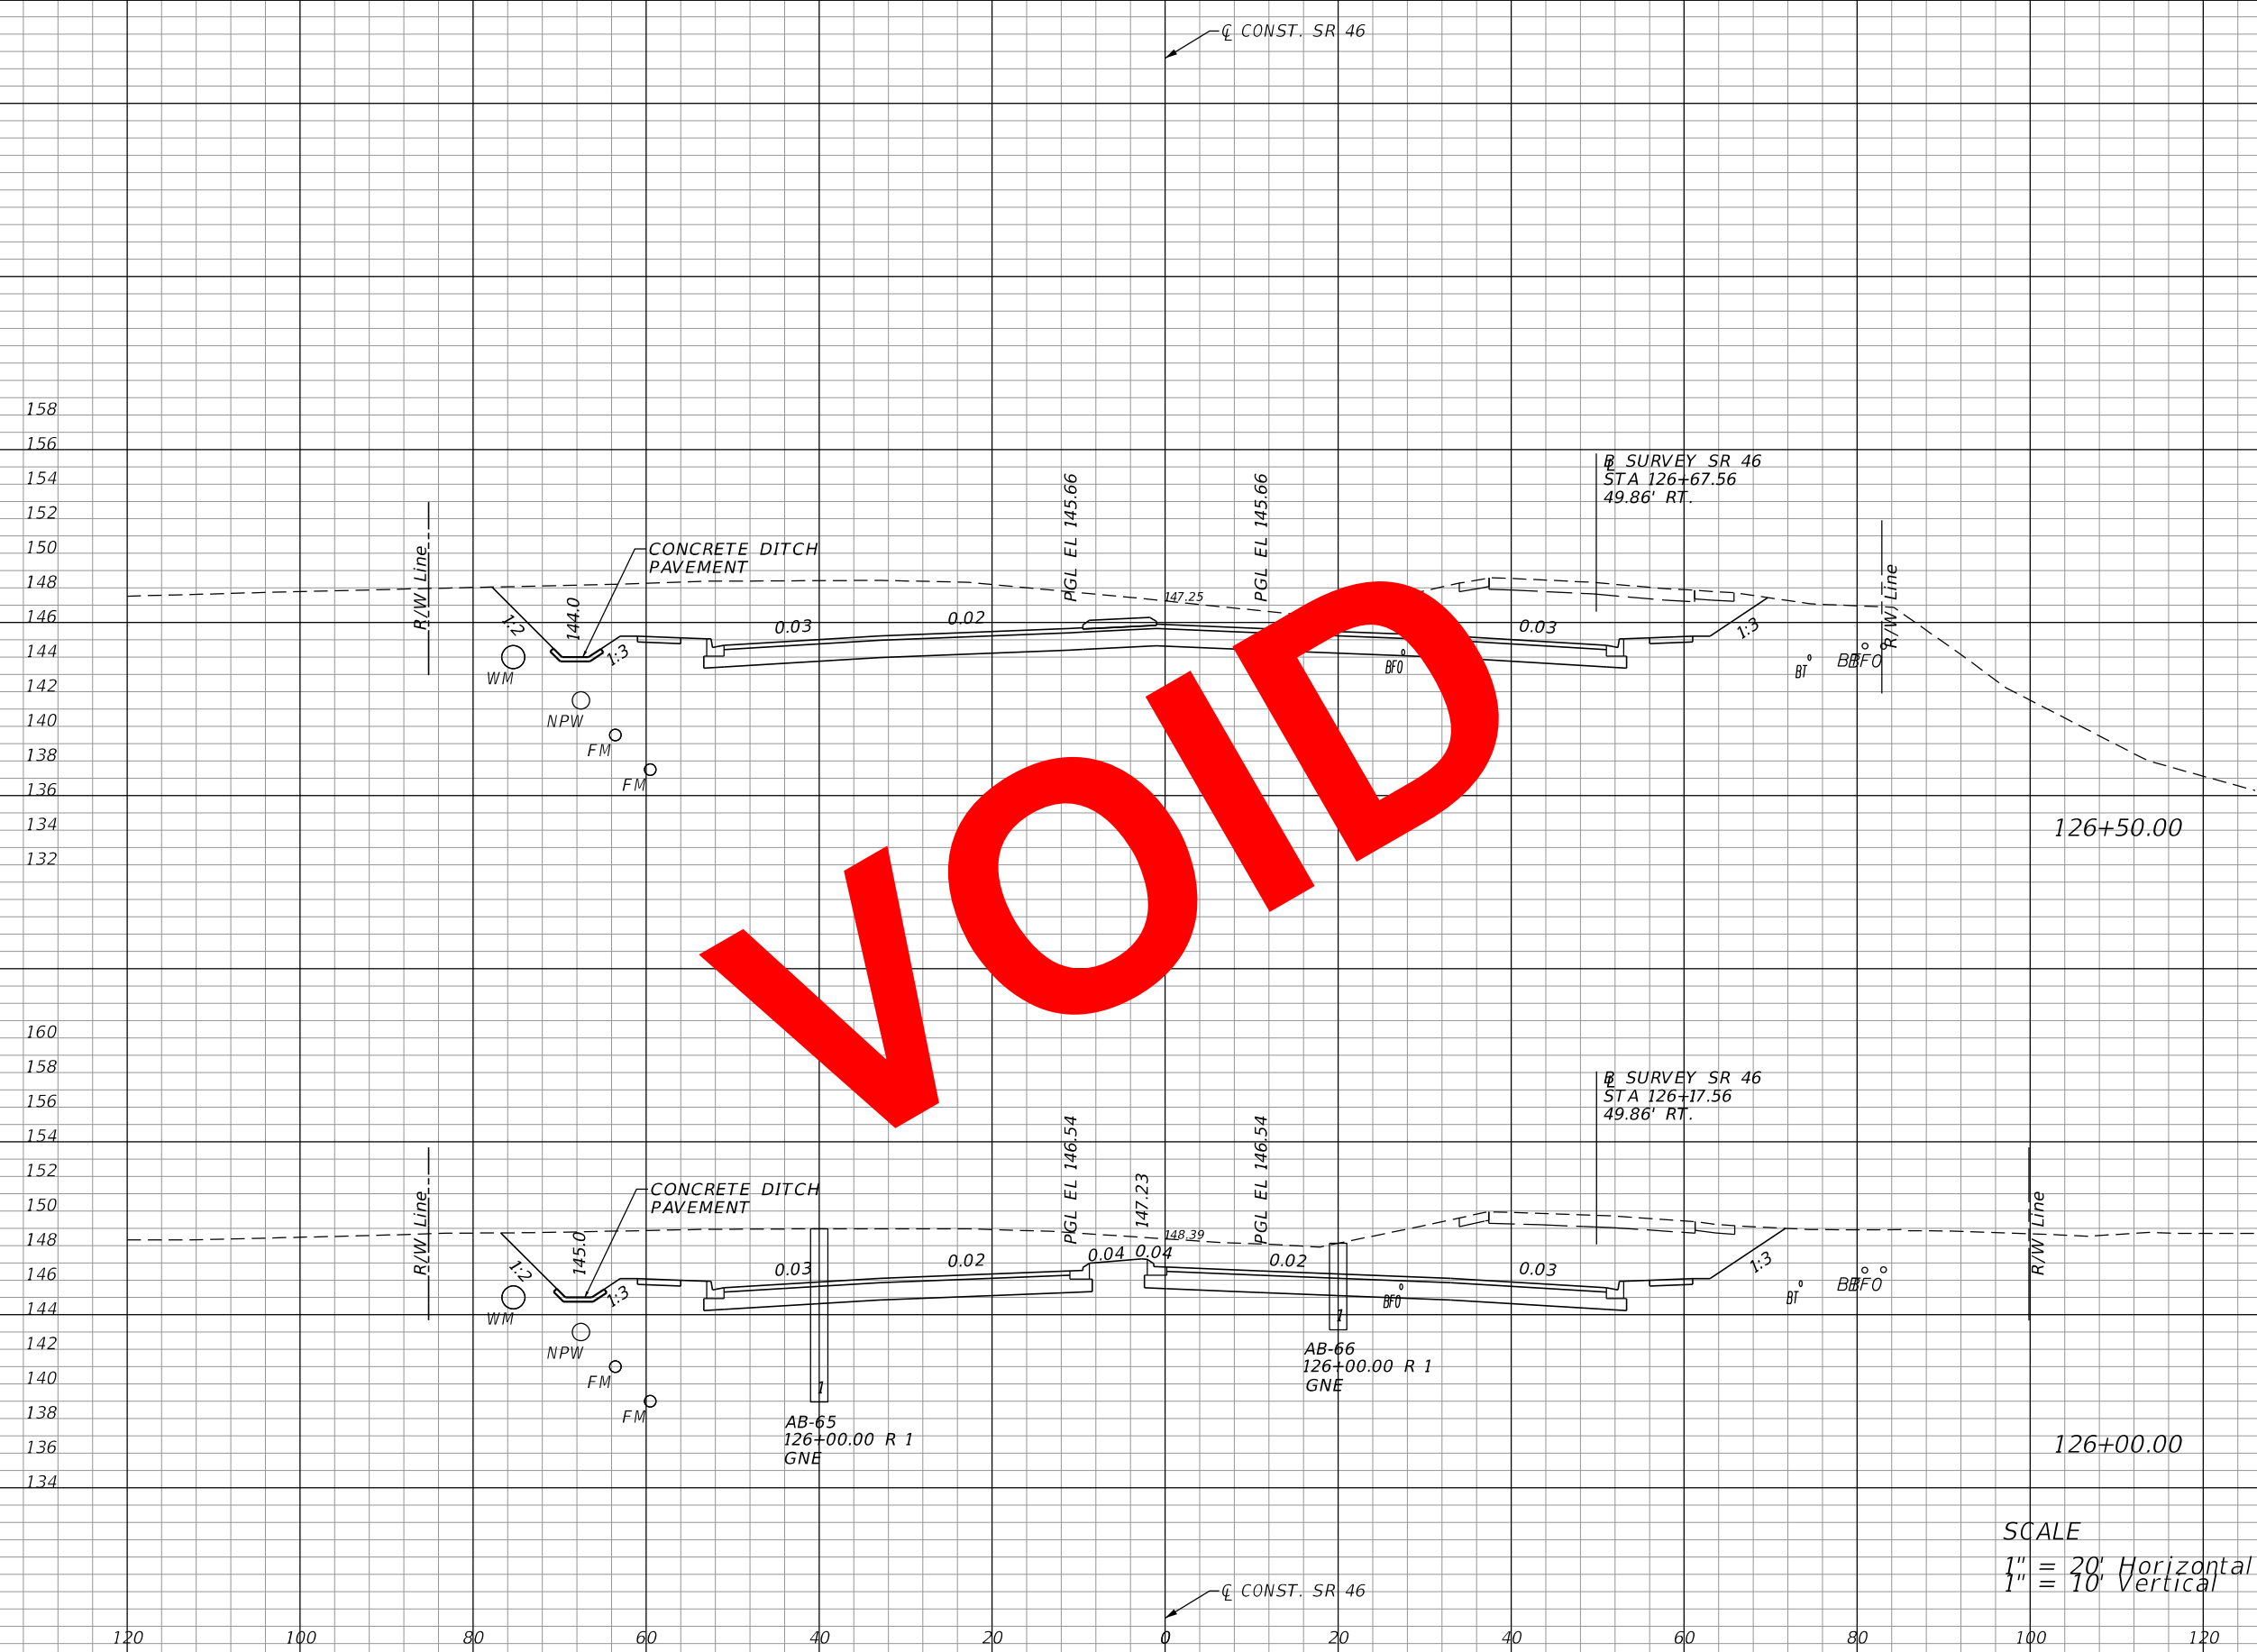 ℄ CONST. SR 46
158
156
154
152
150
148
146
144
142
140
138
136
134
132
R/W Line
CONCRETE DITCH
PAVEMENT
1:2
144.0
1:3
WM
NPW
FM
FM
0.03
0.02
PGL EL 145.66
147.25
PGL EL 145.66
BFO
0.03
B̲L SURVEY SR 46
STA 126+67.56
49.86' RT.
1:3
BT
BFO
R/W Line
126+50.00
VOID
160
158
156
154
152
150
148
146
144
142
140
138
136
134
R/W Line
CONCRETE DITCH
PAVEMENT
1:2
145.0
1:3
WM
NPW
FM
FM
0.03
0.02
PGL EL 146.54
0.04
147.23
0.04
148.39
PGL EL 146.54
0.02
BFO
0.03
BL SURVEY SR 46
STA 126+17.56
49.86' RT.
1:3
BT
BFO
R/W Line
1
AB-65
126+00.00 R 1
GNE
1
AB-66
126+00.00 R 1
GNE
126+00.00
SCALE
1" = 20' Horizontal
1" = 10' Vertical
℄ CONST. SR 46
120 100 80 60 40 20 0 20 40 60 80 100 120